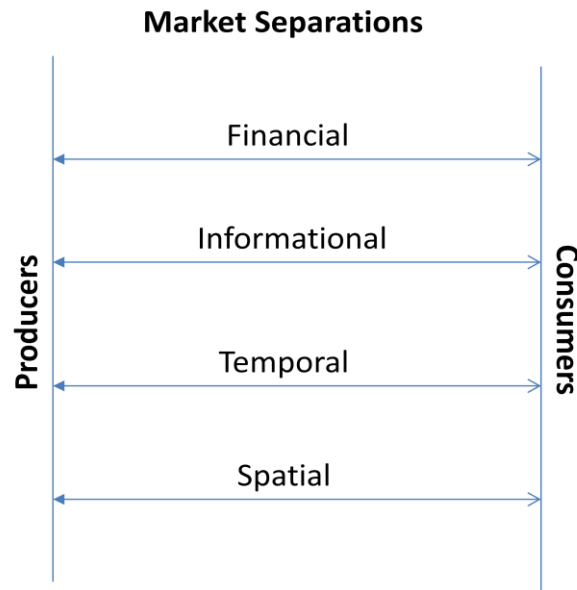 Market Separations
Financial
Informational
Producers
Consumers
Temporal
Spatial